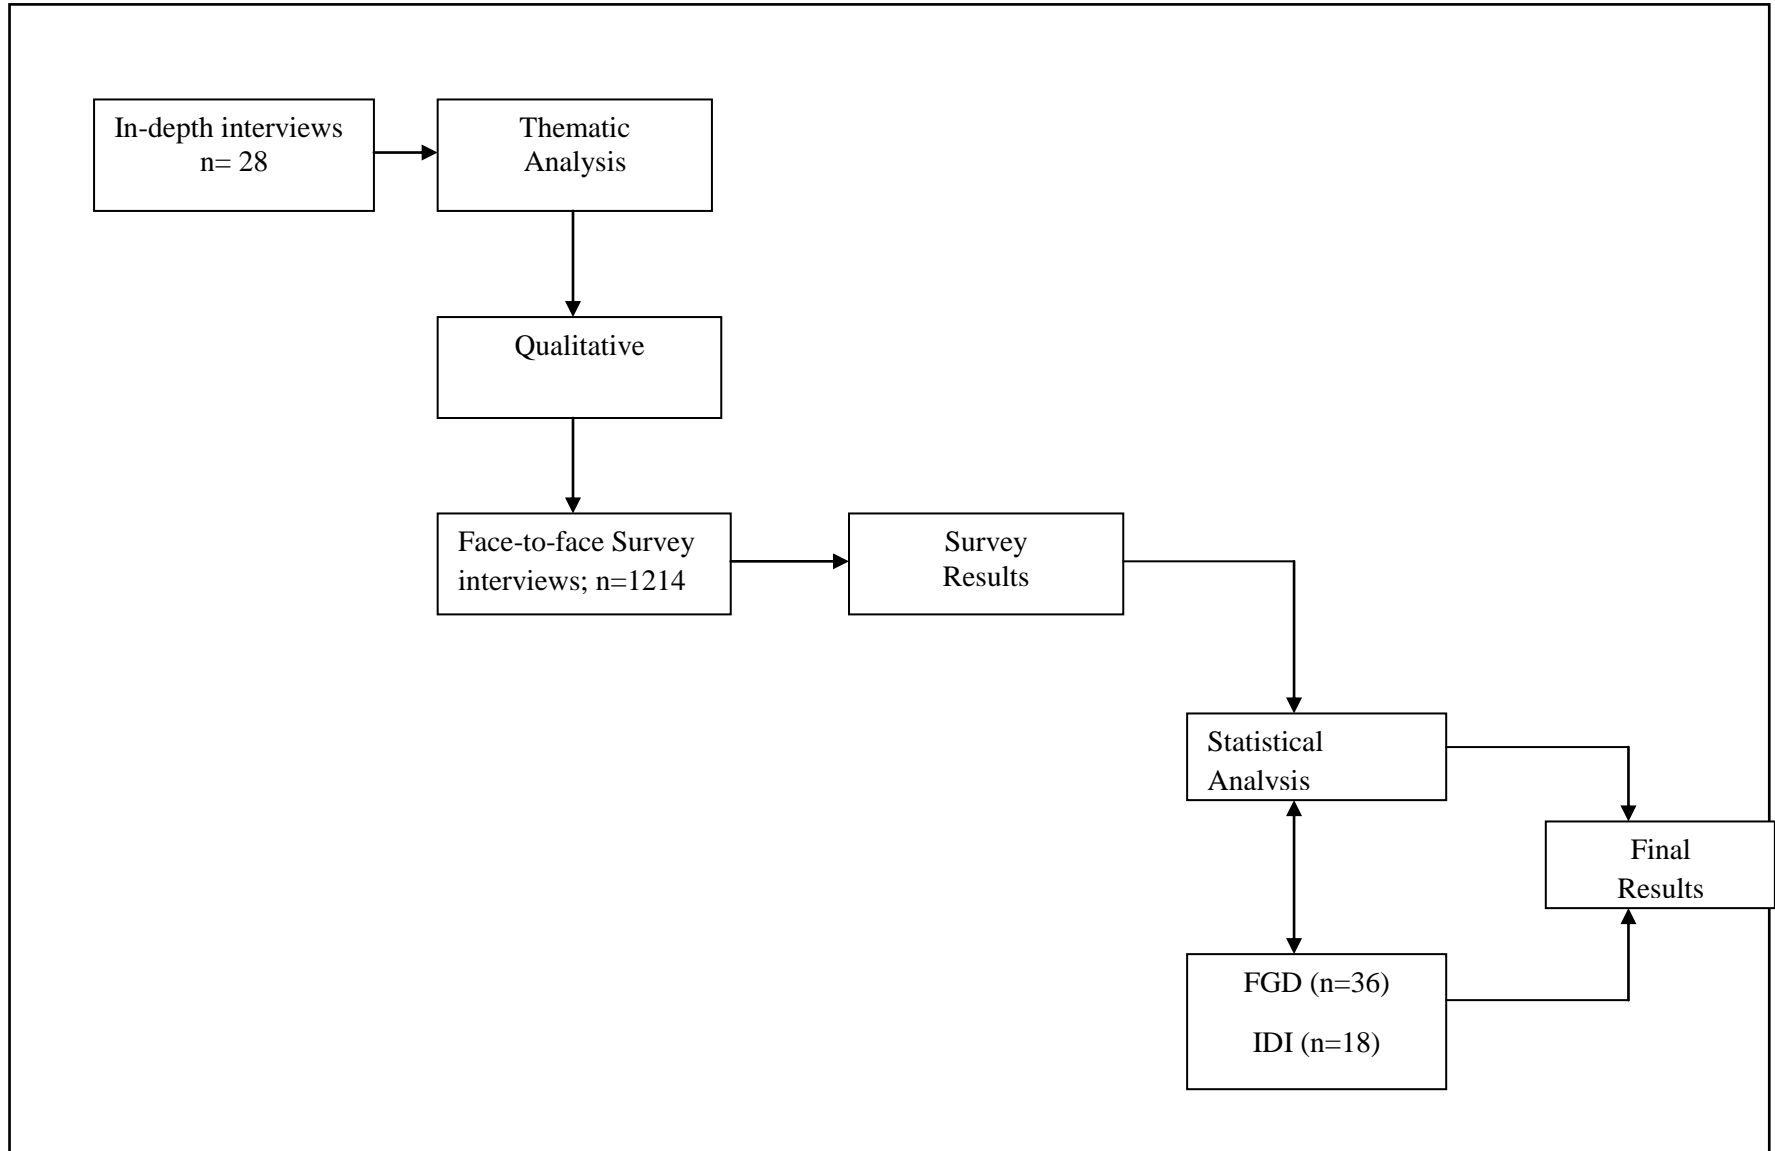 In-depth interviews
n= 28
Thematic
Analysis
Qualitative
Face-to-face Survey
interviews; n=1214
Survey
Results
Statistical
Analysis
Final
Results
FGD (n=36)
IDI (n=18)